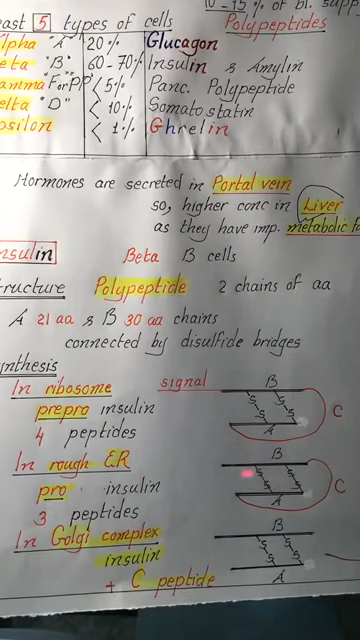 10 - 15 % of bl. supp
east 5 types of cells Polypeptides
lpha "A" 20% Glucagon
eta "B" 60 - 70% Insulin & Amylin
amma "F" or PP < 5% Panc. Polypeptide
elta "D" < 10% Somatostatin
psilon < 1% Ghrelin
Hormones are secreted in Portal vein
so, higher conc in Liver
as they have imp. metabolic f
nsulin Beta B cells
tructure Polypeptide 2 chains of aa
A 21 aa & B 30 aa chains
connected by disulfide bridges
ynthesis
In ribosome signal B
prepro insulin S S S S C
4 peptides A
In rough ER B
pro insulin S S S S C
3 peptides A
In Golgi complex B
insulin S S S S
+ C peptide A